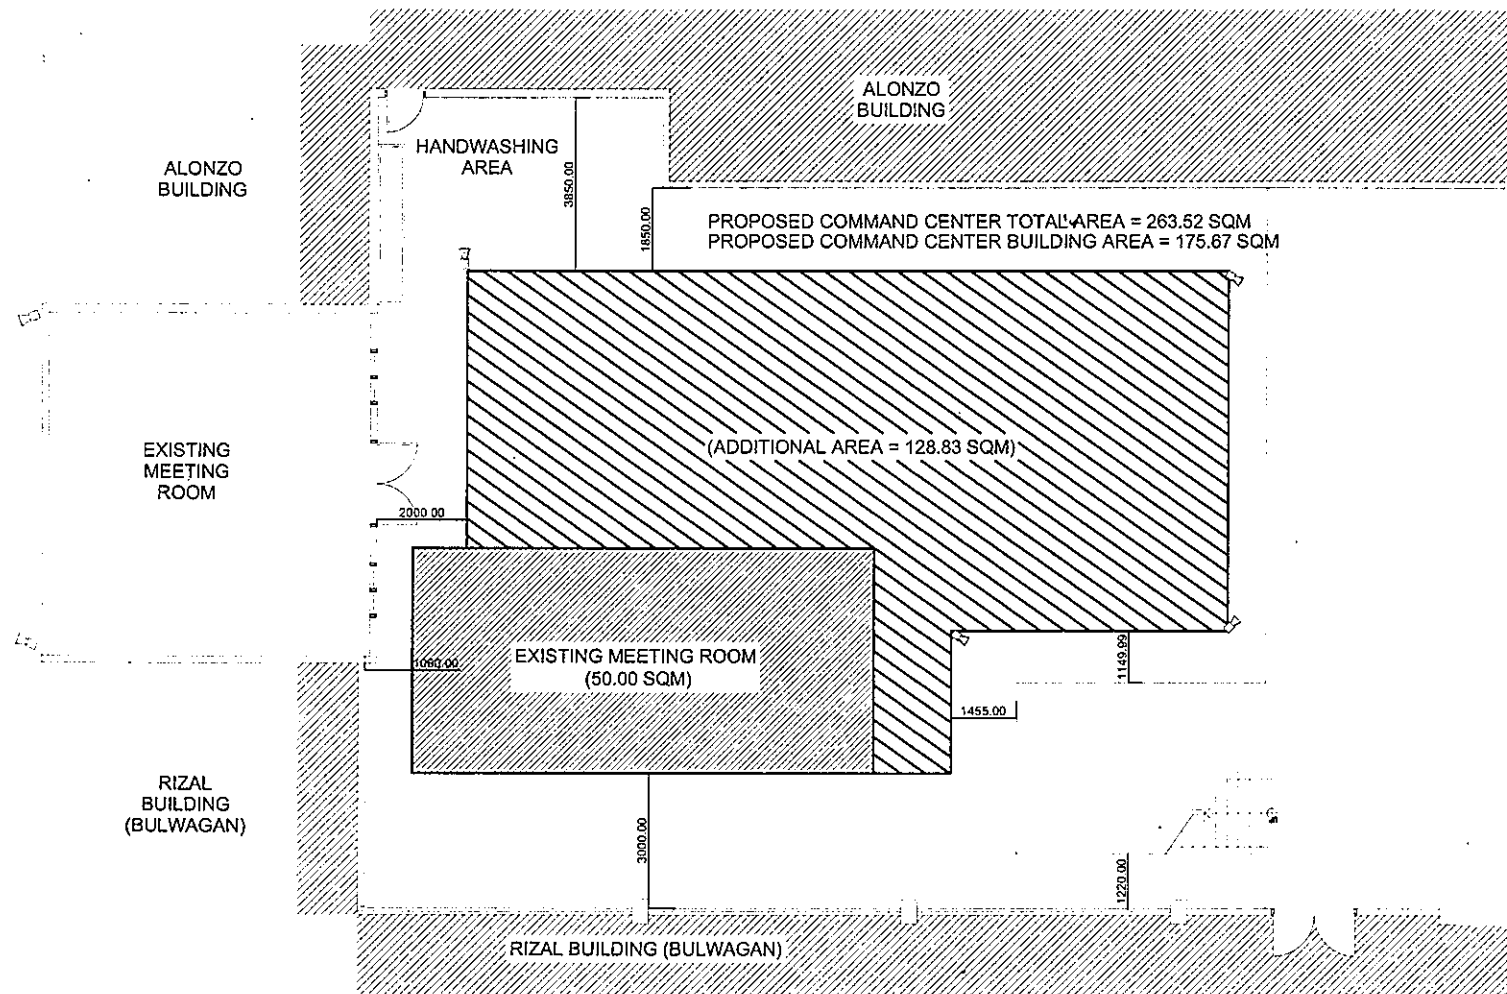 ALONZO
BUILDING
HANDWASHING
AREA
ALONZO
BUILDING
3850.00
1850.00
PROPOSED COMMAND CENTER TOTAL AREA = 263.52 SQM
PROPOSED COMMAND CENTER BUILDING AREA = 175.67 SQM
(ADDITIONAL AREA = 128.83 SQM)
EXISTING
MEETING
ROOM
2000.00
EXISTING MEETING ROOM
(50.00 SQM)
1149.99
1455.00
RIZAL
BUILDING
(BULWAGAN)
3000.00
1220.00
RIZAL BUILDING (BULWAGAN)